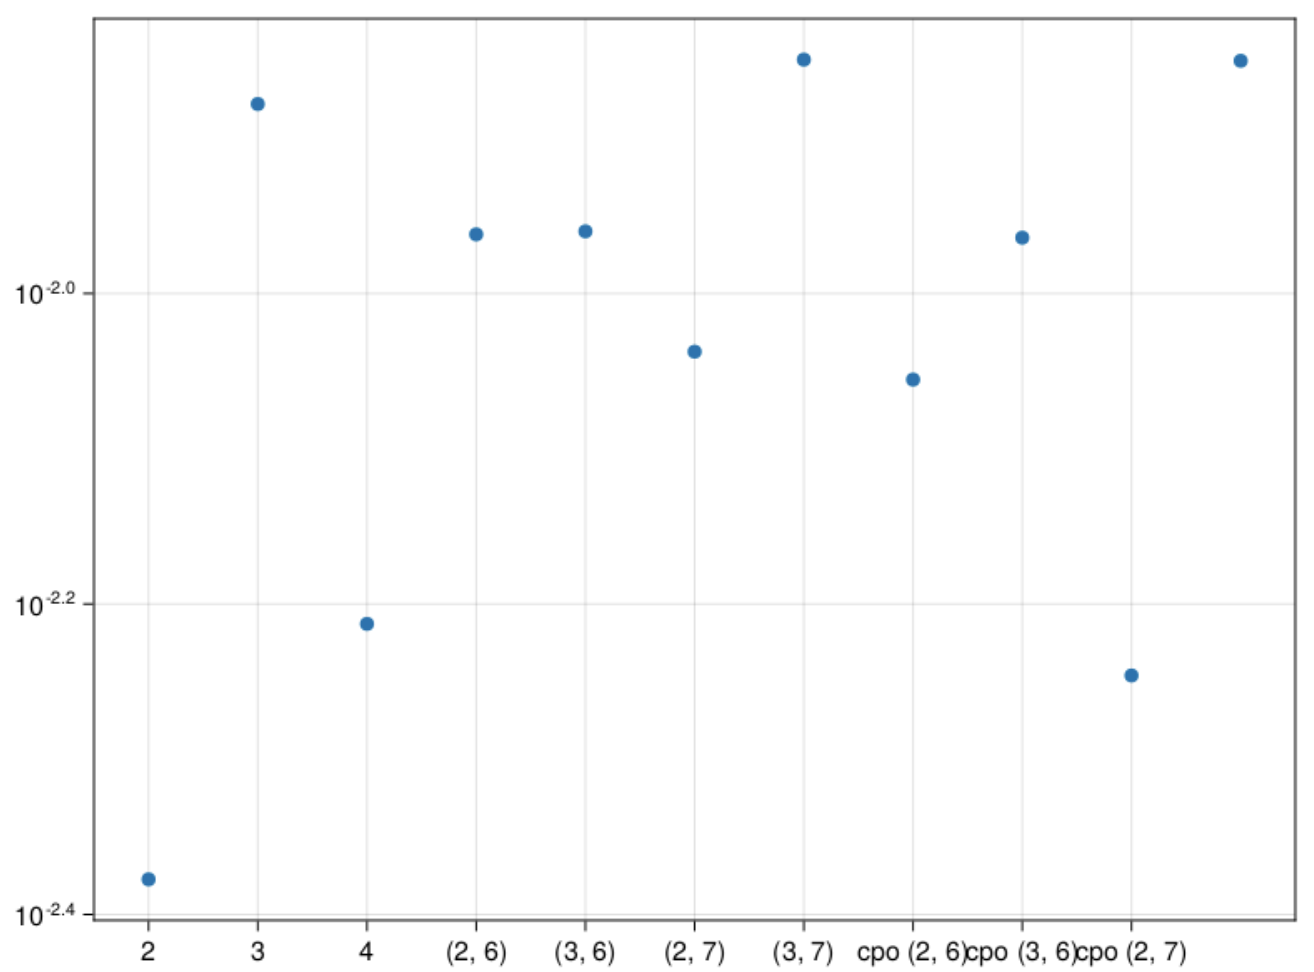 10^-2.0
10^-2.2
10^-2.4
2 3 4 (2, 6) (3, 6) (2, 7) (3, 7) cpo (2, 6) cpo (3, 6) cpo (2, 7)